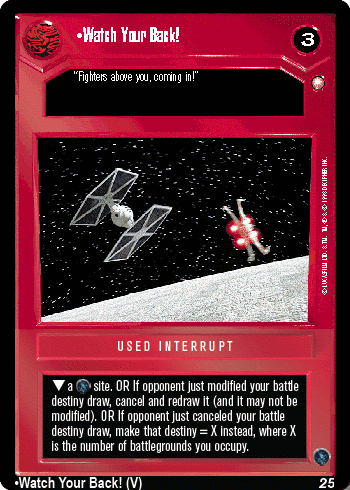 •Watch Your Back!
3
"Fighters above you, coming in!"
USED INTERRUPT
▼ a site. OR If opponent just modified your battle
destiny draw, cancel and redraw it (and it may not be
modified). OR If opponent just canceled your battle
destiny draw, make that destiny = X instead, where X
is the number of battlegrounds you occupy.
•Watch Your Back! (V)
25